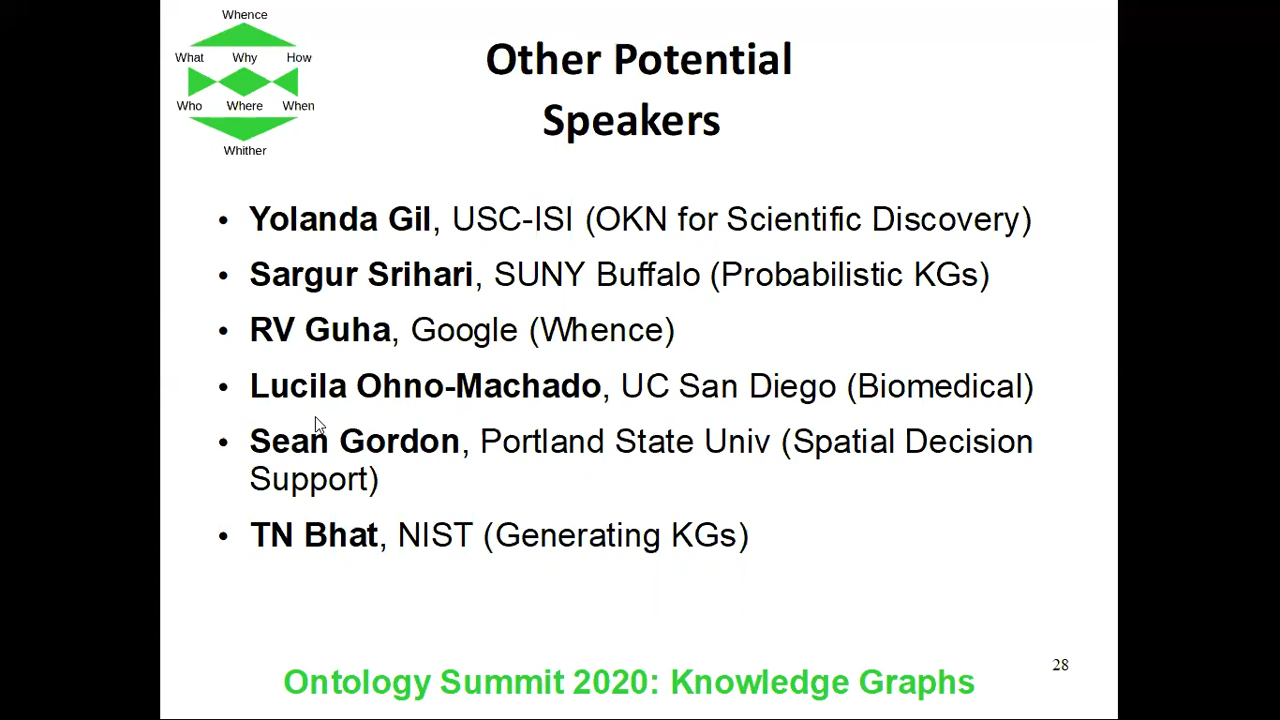 Whence
What Why How
Who Where When
Whither
Other Potential
Speakers
• Yolanda Gil, USC-ISI (OKN for Scientific Discovery)
• Sargur Srihari, SUNY Buffalo (Probabilistic KGs)
• RV Guha, Google (Whence)
• Lucila Ohno-Machado, UC San Diego (Biomedical)
• Sean Gordon, Portland State Univ (Spatial Decision
Support)
• TN Bhat, NIST (Generating KGs)
28
Ontology Summit 2020: Knowledge Graphs